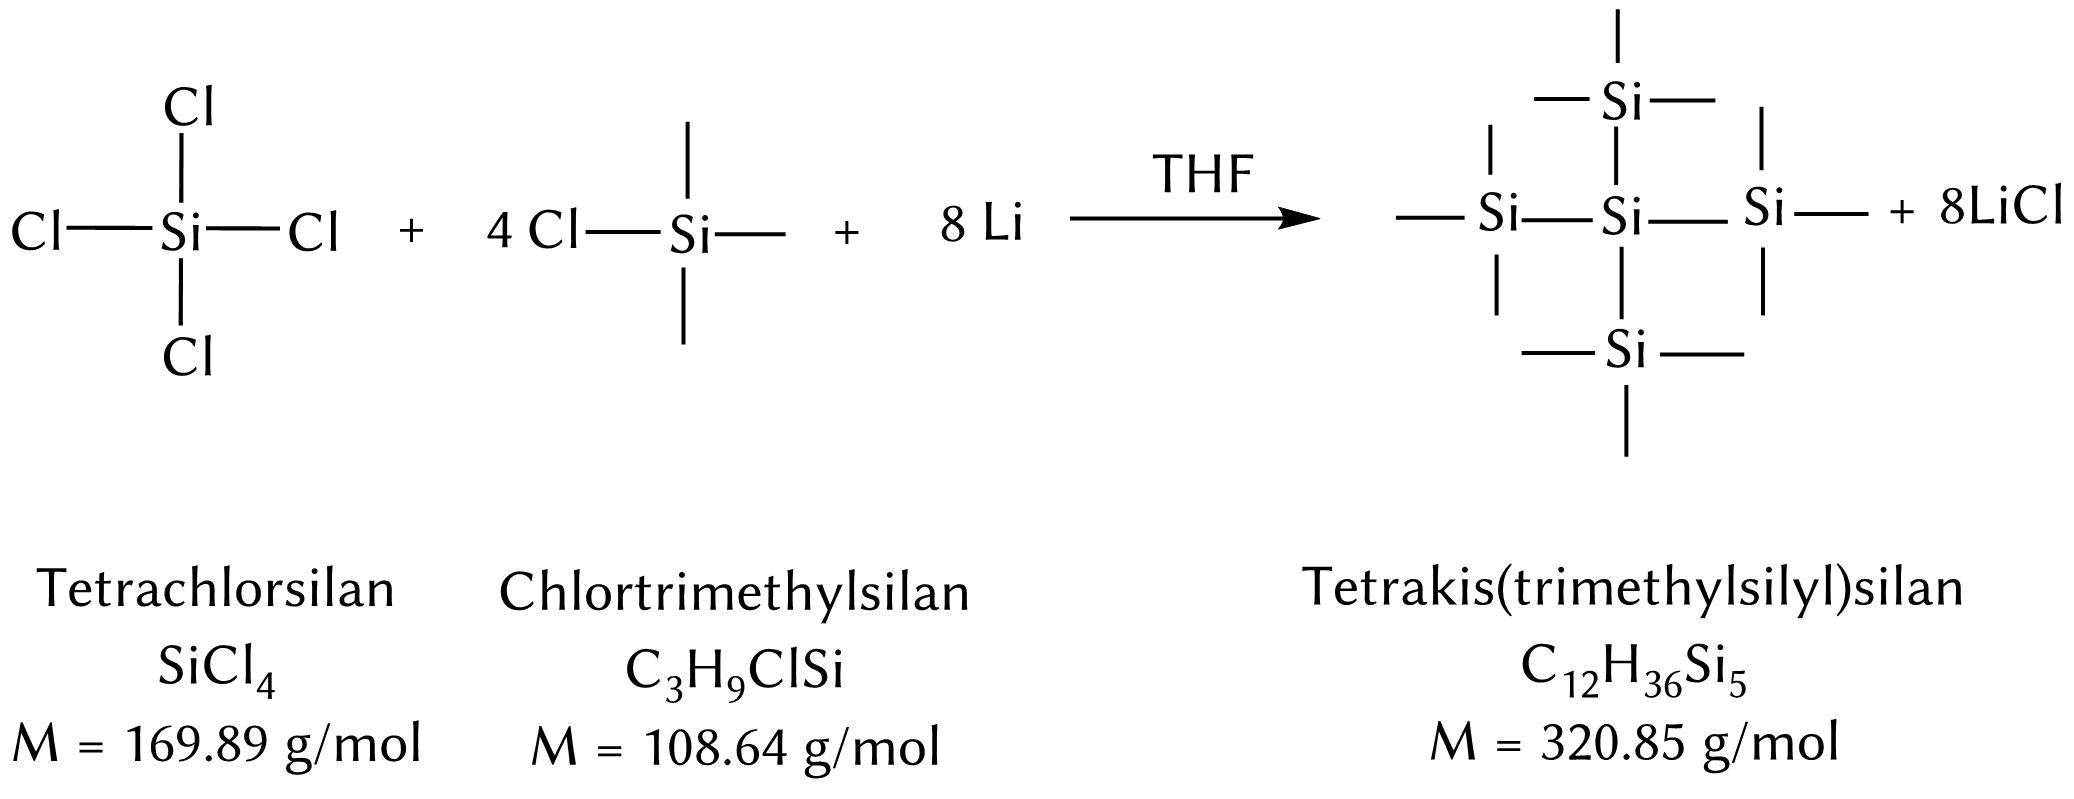 Cl
Cl Si Cl + 4 Cl Si + 8 Li THF Si Si Si + 8LiCl
Cl
Si
Si
Tetrachlorsilan
SiCl₄
M = 169.89 g/mol
Chlortrimethylsilan
C₃H₉ClSi
M = 108.64 g/mol
Tetrakis(trimethylsilyl)silan
C₁₂H₃₆Si₅
M = 320.85 g/mol